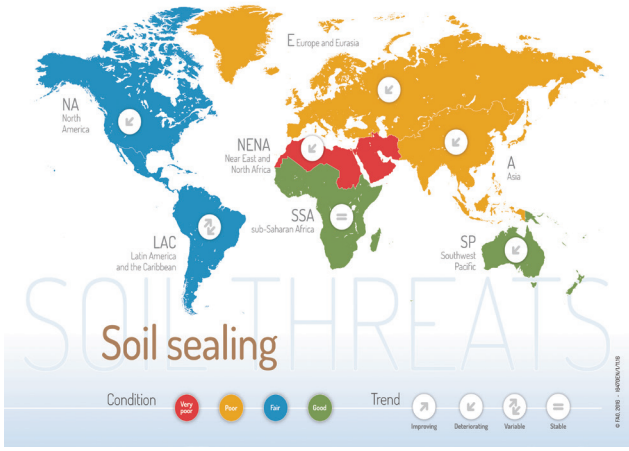 E Europe and Eurasia
NA
North
America
NENA
Near East and
North Africa
A
Asia
SSA
sub-Saharan Africa
LAC
Latin America
and the Caribbean
SP
Southwest
Pacific
SOIL THREATS
Soil sealing
Condition
Very
poor
Poor
Fair
Good
Trend
Improving
Deteriorating
Variable
Stable